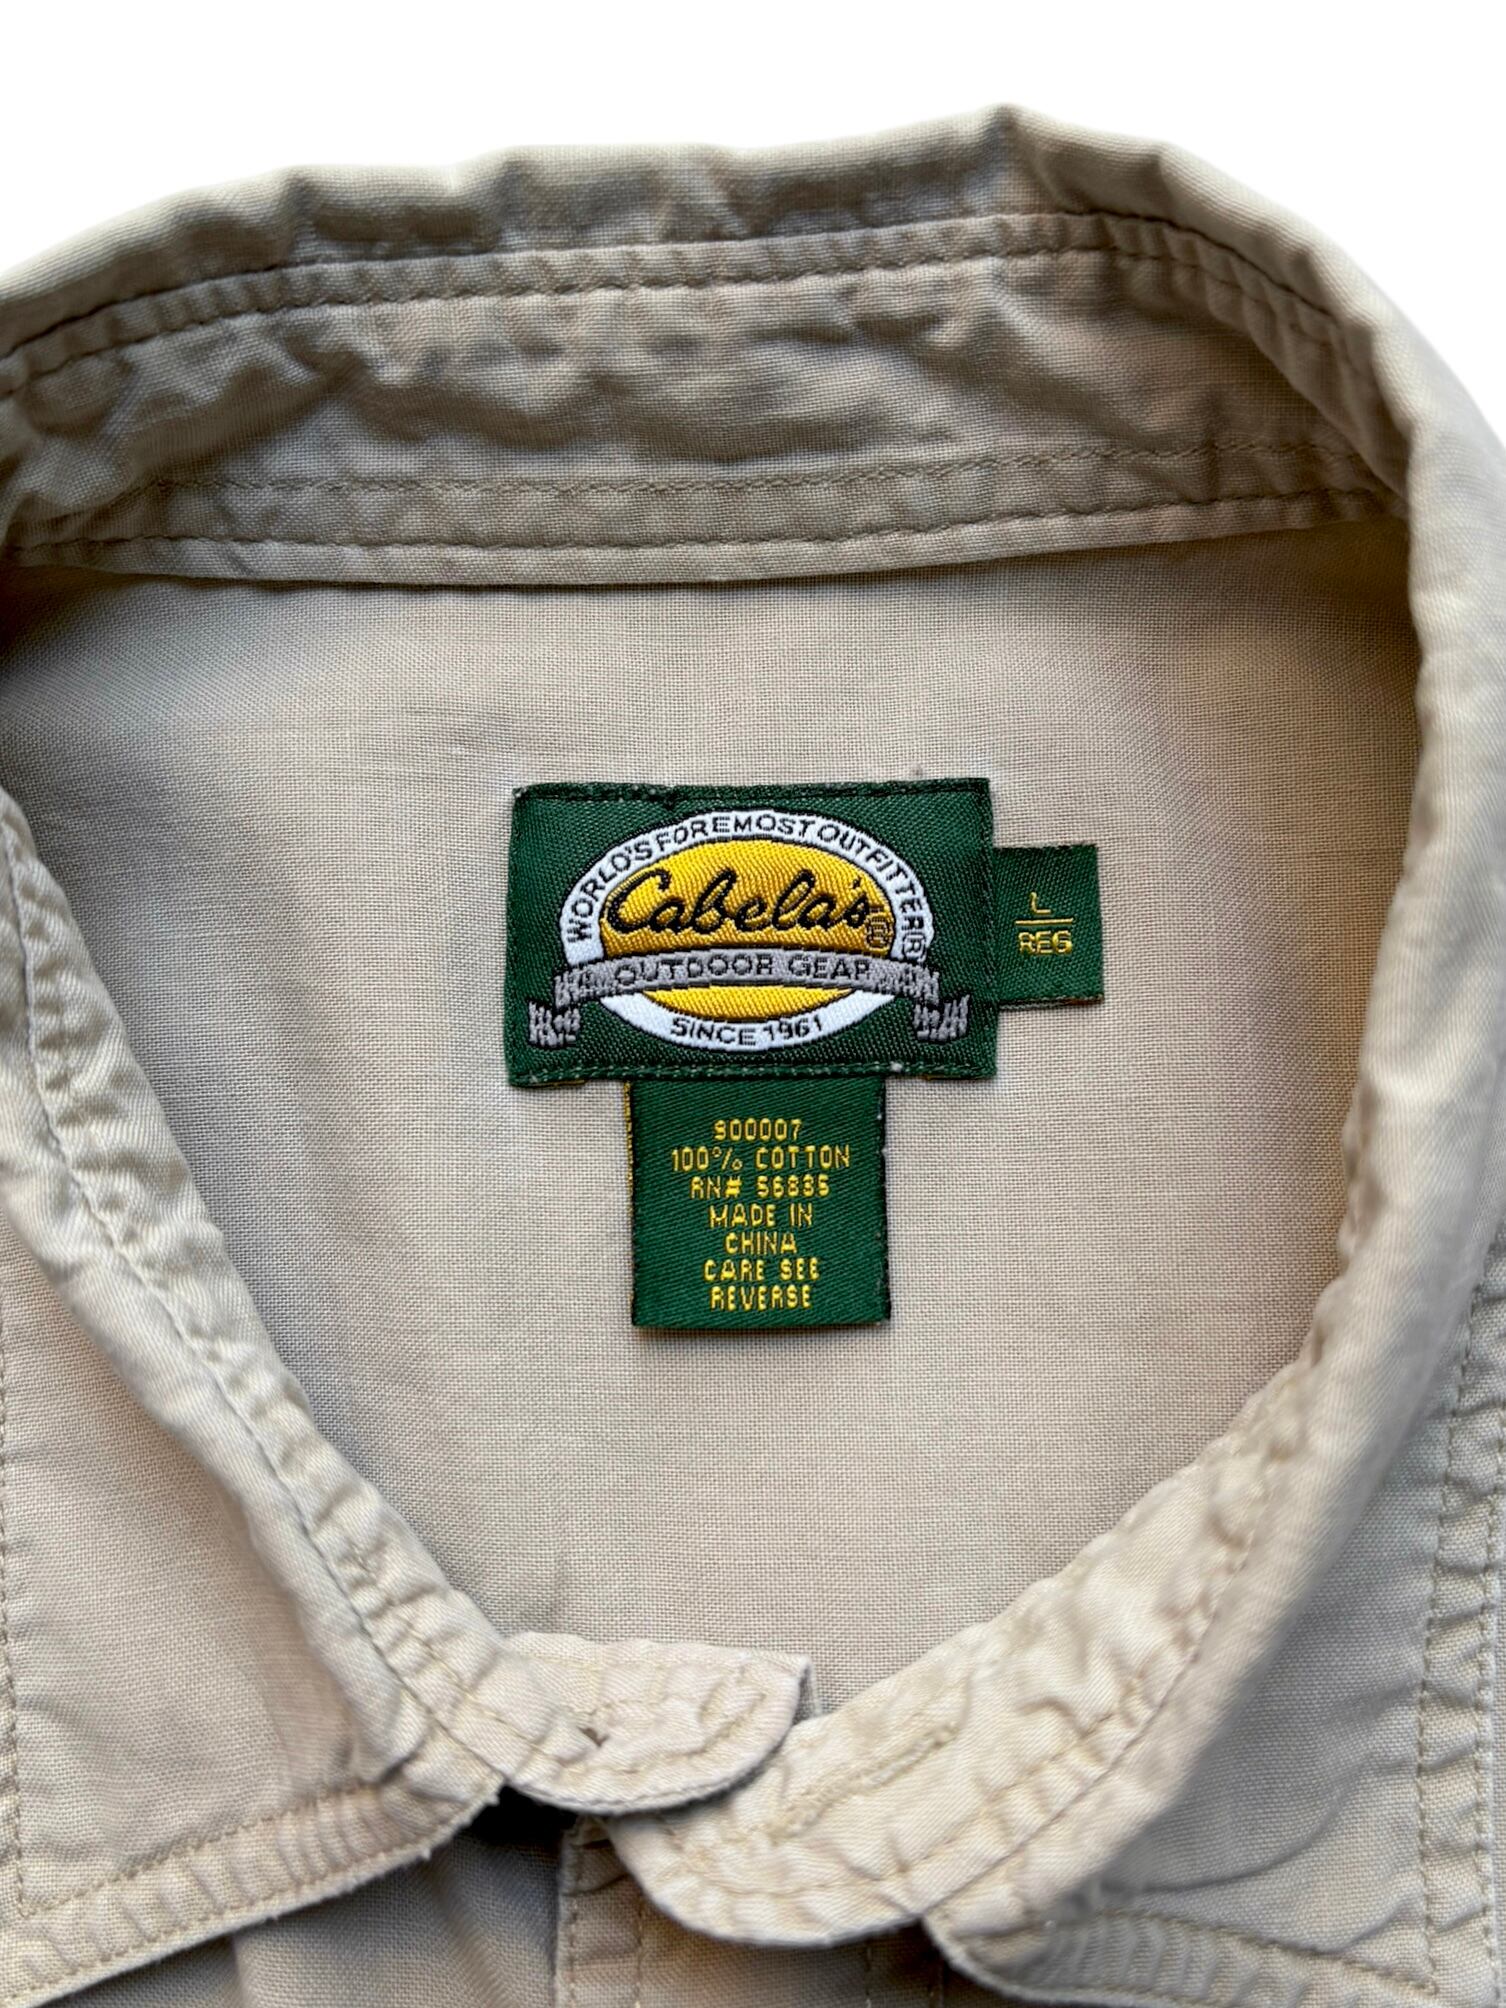 WORLD'S FOREMOST OUTFITTER®
Cabela's®
OUTDOOR GEAR
SINCE 1961
L
REG
S00007
100% COTTON
RN# 56835
MADE IN
CHINA
CARE SEE
REVERSE